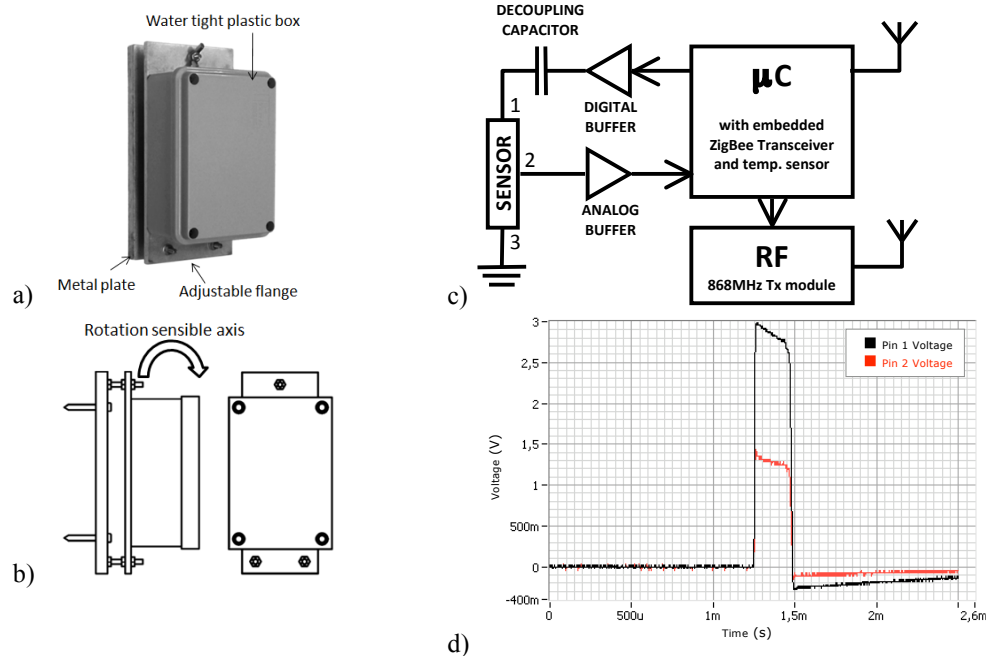 a)
Water tight plastic box
Metal plate
Adjustable flange
b)
Rotation sensible axis
c)
DECOUPLING
CAPACITOR
DIGITAL
BUFFER
1
SENSOR
2
3
ANALOG
BUFFER
µC
with embedded
ZigBee Transceiver
and temp. sensor
RF
868MHz Tx module
d)
Voltage (V)
3
2,5
2
1,5
1
500m
0
-400m
Pin 1 Voltage
Pin 2 Voltage
0
500u
1m
1,5m
2m
2,6m
Time (s)